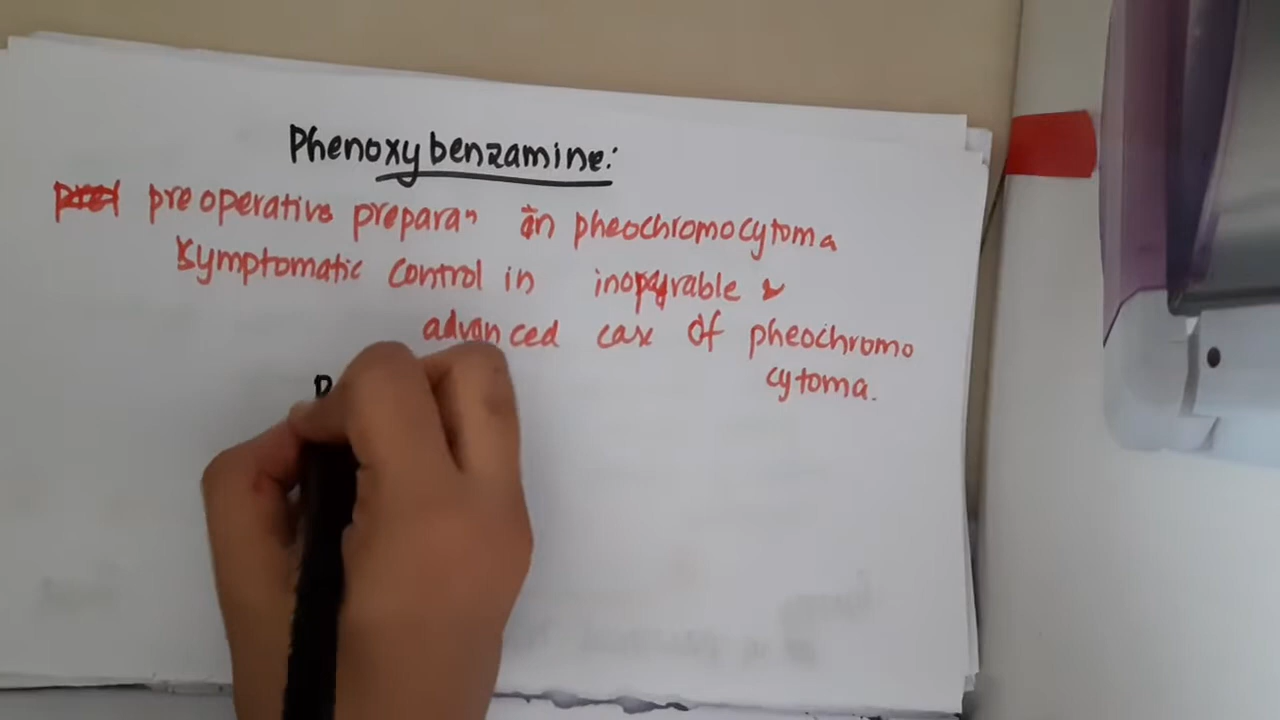 Phenoxybenzamine:
preoperative preparaⁿ in pheochromocytoma
Symptomatic control in inoperable &
advanced case of pheochromo
cytoma.